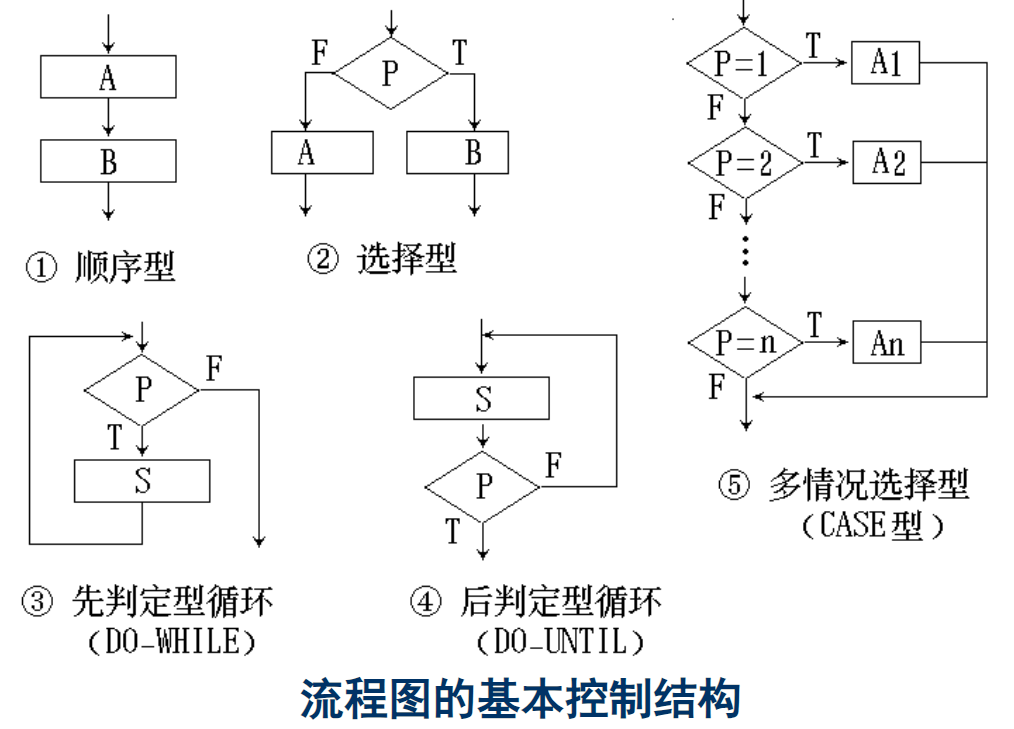 A
B
① 顺序型
F
T
P
A
B
② 选择型
P
F
T
S
③ 先判定型循环
（DO-WHILE）
S
P
F
T
④ 后判定型循环
（DO-UNTIL）
P=1
T
A1
F
P=2
T
A2
F
⋮
P=n
T
An
F
⑤ 多情况选择型
（CASE型）
流程图的基本控制结构